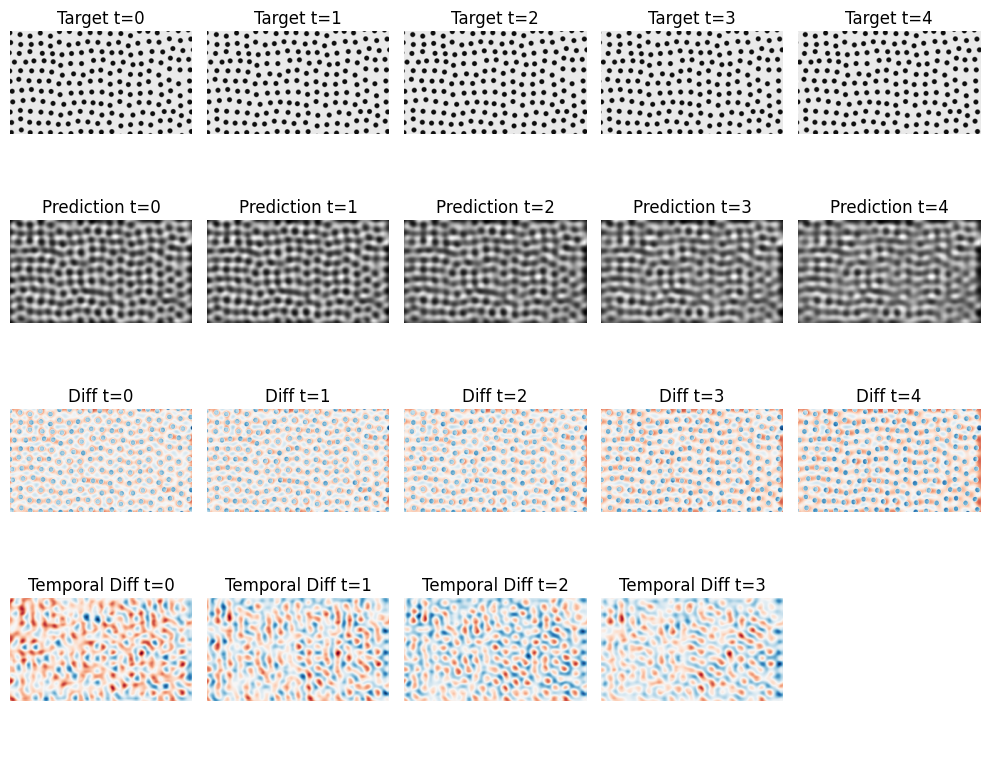 Target t=0 Target t=1 Target t=2 Target t=3 Target t=4
Prediction t=0 Prediction t=1 Prediction t=2 Prediction t=3 Prediction t=4
Diff t=0 Diff t=1 Diff t=2 Diff t=3 Diff t=4
Temporal Diff t=0 Temporal Diff t=1 Temporal Diff t=2 Temporal Diff t=3